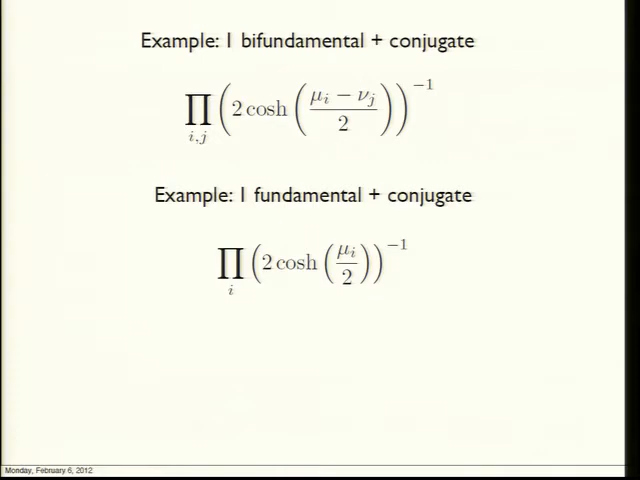 Example: 1 bifundamental + conjugate
∏_{i,j} (2 cosh ((μ_i − ν_j)/2))^{−1}
Example: 1 fundamental + conjugate
∏_i (2 cosh (μ_i/2))^{−1}
Monday, February 6, 2012